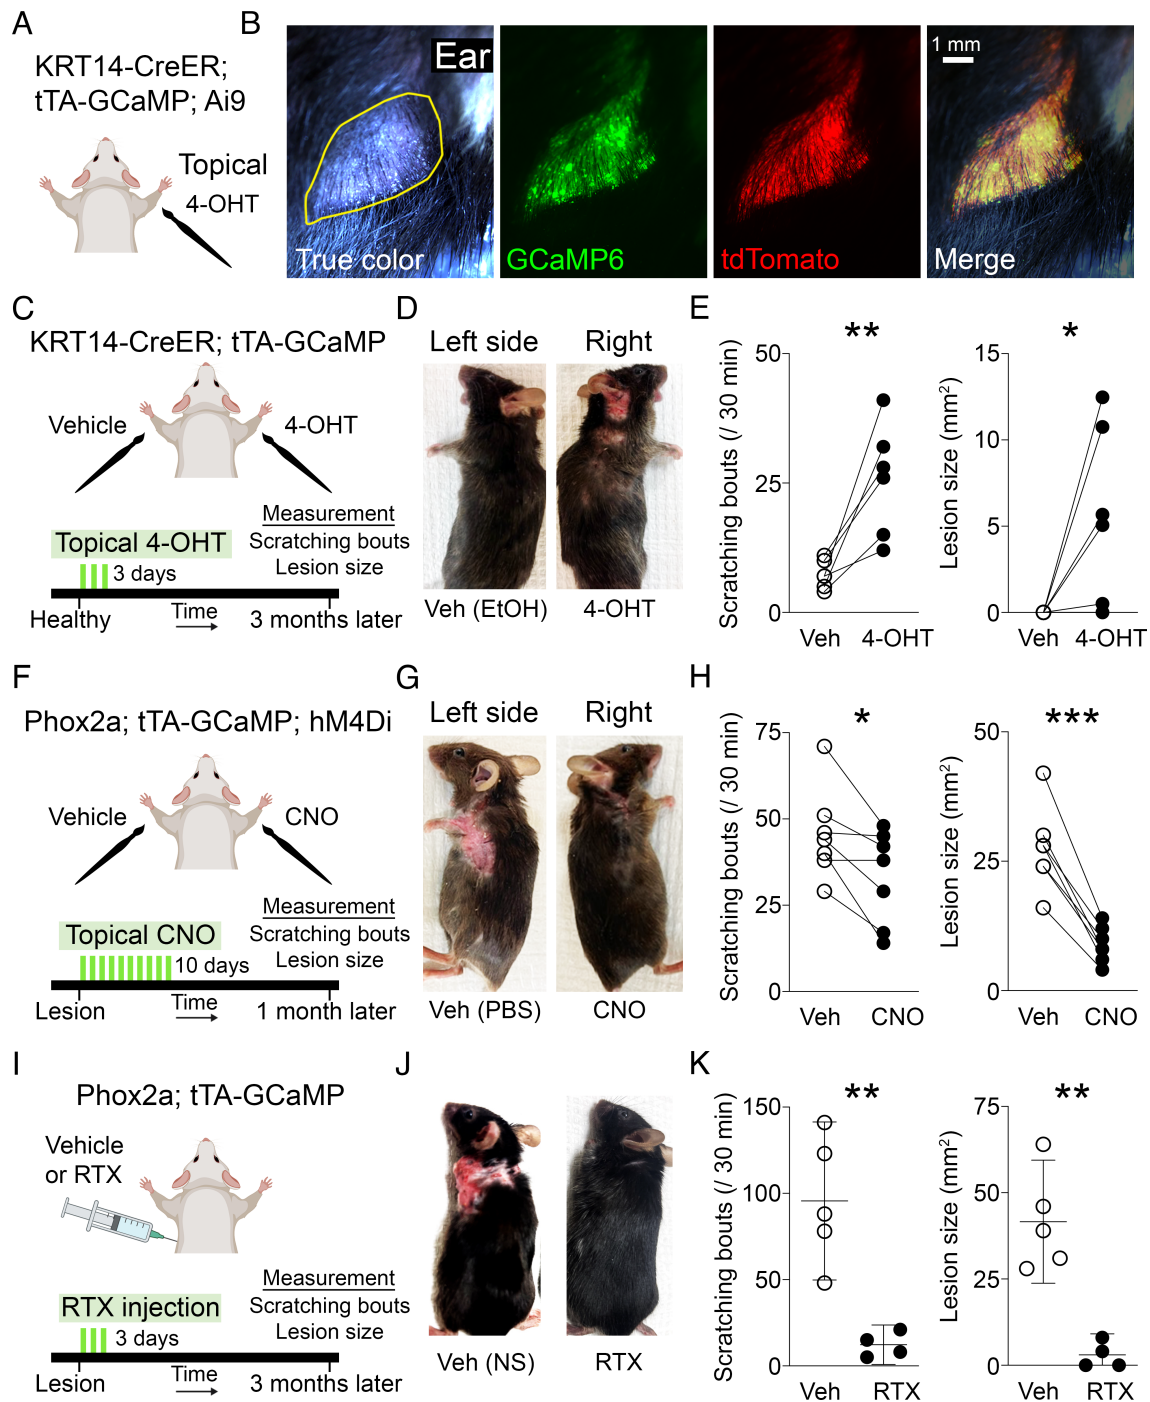 A
KRT14-CreER;
tTA-GCaMP; Ai9
Topical
4-OHT
B
Ear
True color
GCaMP6
tdTomato
1 mm
Merge
C
KRT14-CreER; tTA-GCaMP
Vehicle
4-OHT
Topical 4-OHT
3 days
Measurement
Scratching bouts
Lesion size
Healthy
Time
3 months later
D
Left side
Right
Veh (EtOH)
4-OHT
E
Scratching bouts (/ 30 min)
50
25
0
**
Veh
4-OHT
Lesion size (mm²)
15
10
5
0
*
Veh
4-OHT
F
Phox2a; tTA-GCaMP; hM4Di
Vehicle
CNO
Topical CNO
10 days
Measurement
Scratching bouts
Lesion size
Lesion
Time
1 month later
G
Left side
Right
Veh (PBS)
CNO
H
Scratching bouts (/ 30 min)
75
50
25
0
*
Veh
CNO
Lesion size (mm²)
50
25
0
***
Veh
CNO
I
Phox2a; tTA-GCaMP
Vehicle
or RTX
RTX injection
3 days
Measurement
Scratching bouts
Lesion size
Lesion
Time
3 months later
J
Veh (NS)
RTX
K
Scratching bouts (/ 30 min)
150
100
50
0
**
Veh
RTX
Lesion size (mm²)
75
50
25
0
**
Veh
RTX